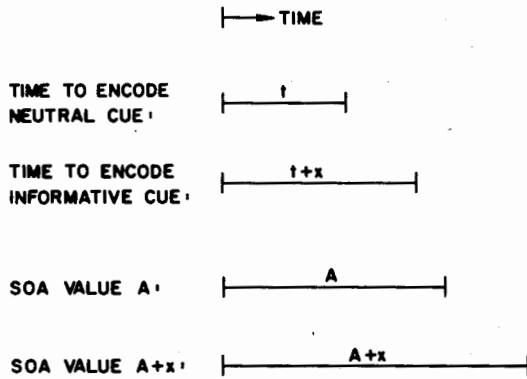 TIME
t
TIME TO ENCODE
NEUTRAL CUE:
t+x
TIME TO ENCODE
INFORMATIVE CUE:
A
SOA VALUE A:
A+x
SOA VALUE A+x: